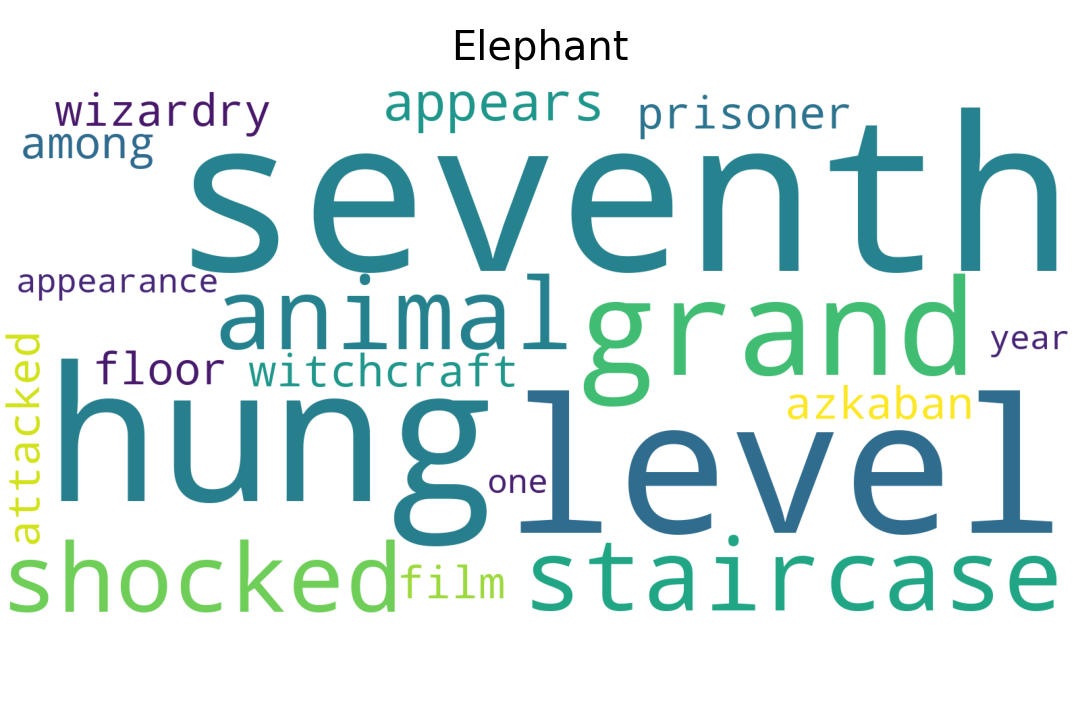 Elephant
wizardry
appears
prisoner
among
seventh
appearance
animal
grand
year
attacked
floor
witchcraft
azkaban
hung
one
level
shocked
film
staircase